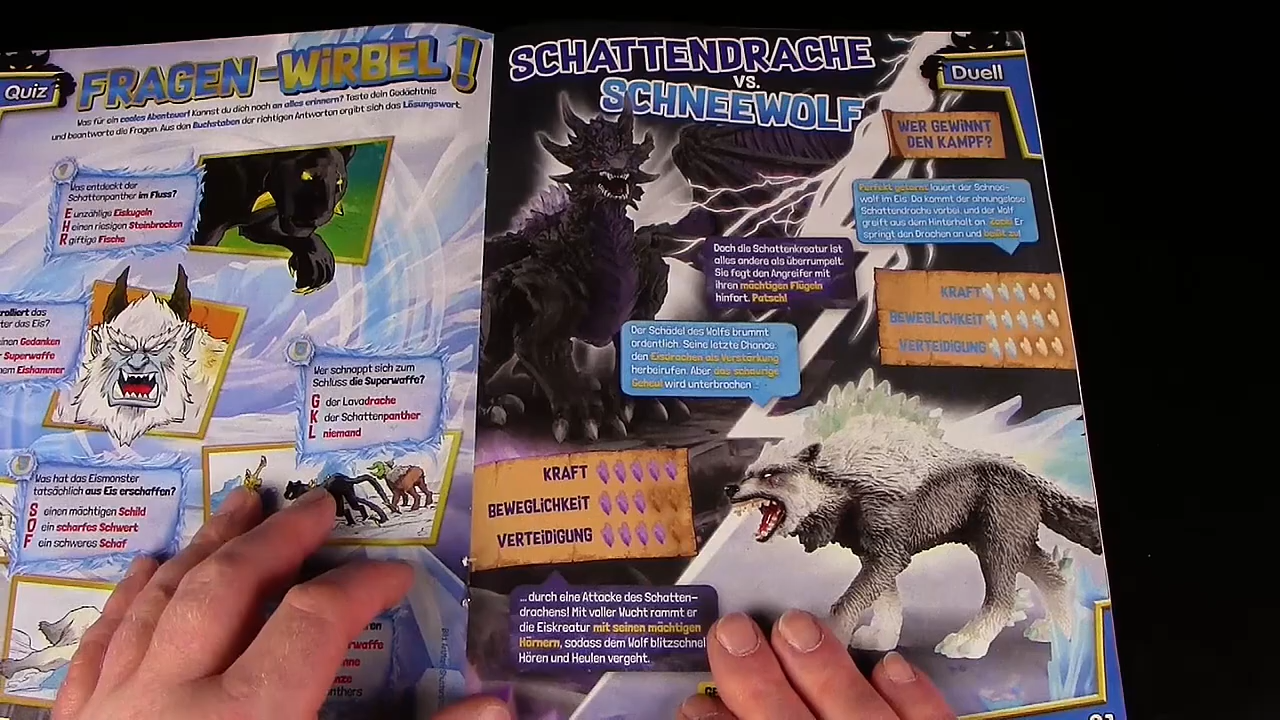 Quiz
FRAGEN-WIRBEL!
Was für ein cooles Abenteuer! Kannst du dich noch an alles erinnern? Teste dein Gedächtnis
und beantworte die Fragen. Aus den Buchstaben der richtigen Antworten ergibt sich das Lösungswort.
Was entdeckt der
Schattenpanther im Fluss?
E unzählige Eiskugeln
H einen riesigen Steinbrocken
R giftige Fische
das
das Eis?
Gedanken
Superwaffe
Eishammer
Wer schnappt sich zum
Schluss die Superwaffe?
G der Lavadrache
K der Schattenpanther
L niemand
Was hat das Eismonster
tatsächlich aus Eis erschaffen?
S einen mächtigen Schild
O ein scharfes Schwert
F ein schweres Schaf
SCHATTENDRACHE
VS.
SCHNEEWOLF
Duell
WER GEWINNT
DEN KAMPF?
Perfekt getarnt lauert der Schnee-
wolf im Eis: Da kommt der ahnungslose
Schattendrache vorbei, und der Wolf
greift aus dem Hinterhalt an. Zack! Er
springt den Drachen an und beißt zu!
Doch die Schattenkreatur ist
alles andere als überrumpelt.
Sie fegt den Angreifer mit
ihren mächtigen Flügeln
hinfort. Patsch!
KRAFT
BEWEGLICHKEIT
VERTEIDIGUNG
Der Schädel des Wolfs brummt
ordentlich. Seine letzte Chance:
den Eisdrachen als Verstärkung
herbeirufen. Aber das schaurige
Geheul wird unterbrochen ...
KRAFT
BEWEGLICHKEIT
VERTEIDIGUNG
... durch eine Attacke des Schatten-
drachens! Mit voller Wucht rammt er
die Eiskreatur mit seinen mächtigen
Hörnern, sodass dem Wolf blitzschnel
Hören und Heulen vergeht.